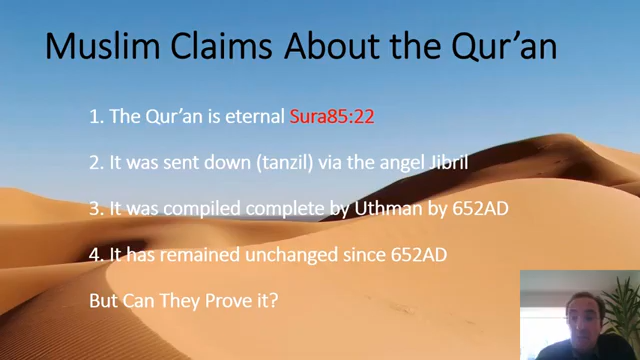 Muslim Claims About the Qur’an
1. The Qur’an is eternal Sura85:22
2. It was sent down (tanzil) via the angel Jibril
3. It was compiled complete by Uthman by 652AD
4. It has remained unchanged since 652AD
But Can They Prove it?